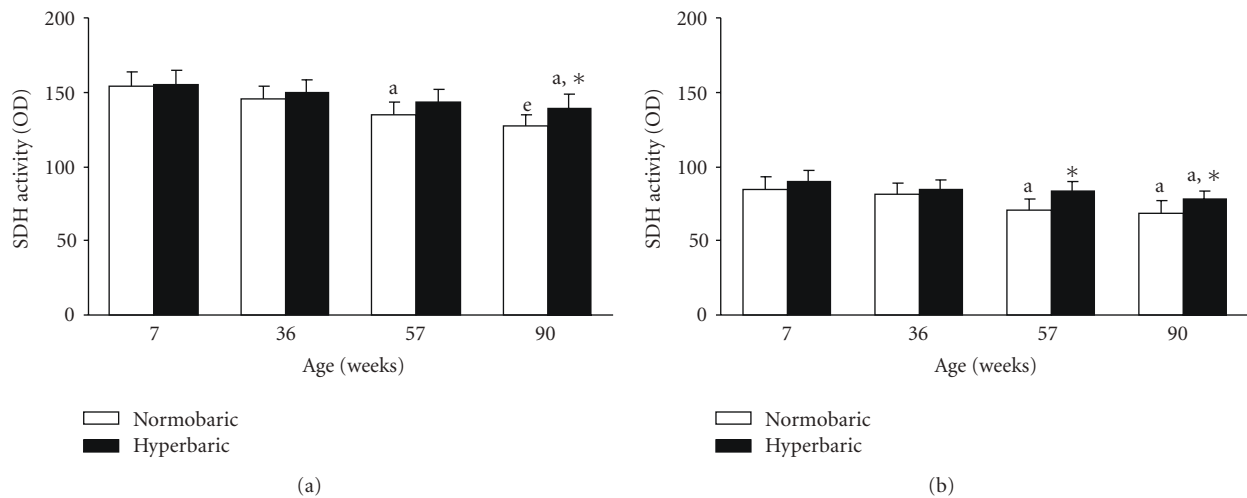 SDH activity (OD)
200
150
100
50
0
a
e
a, *
7 36 57 90
Age (weeks)
Normobaric
Hyperbaric
(a)
SDH activity (OD)
200
150
100
50
0
a
*
a
a, *
7 36 57 90
Age (weeks)
Normobaric
Hyperbaric
(b)